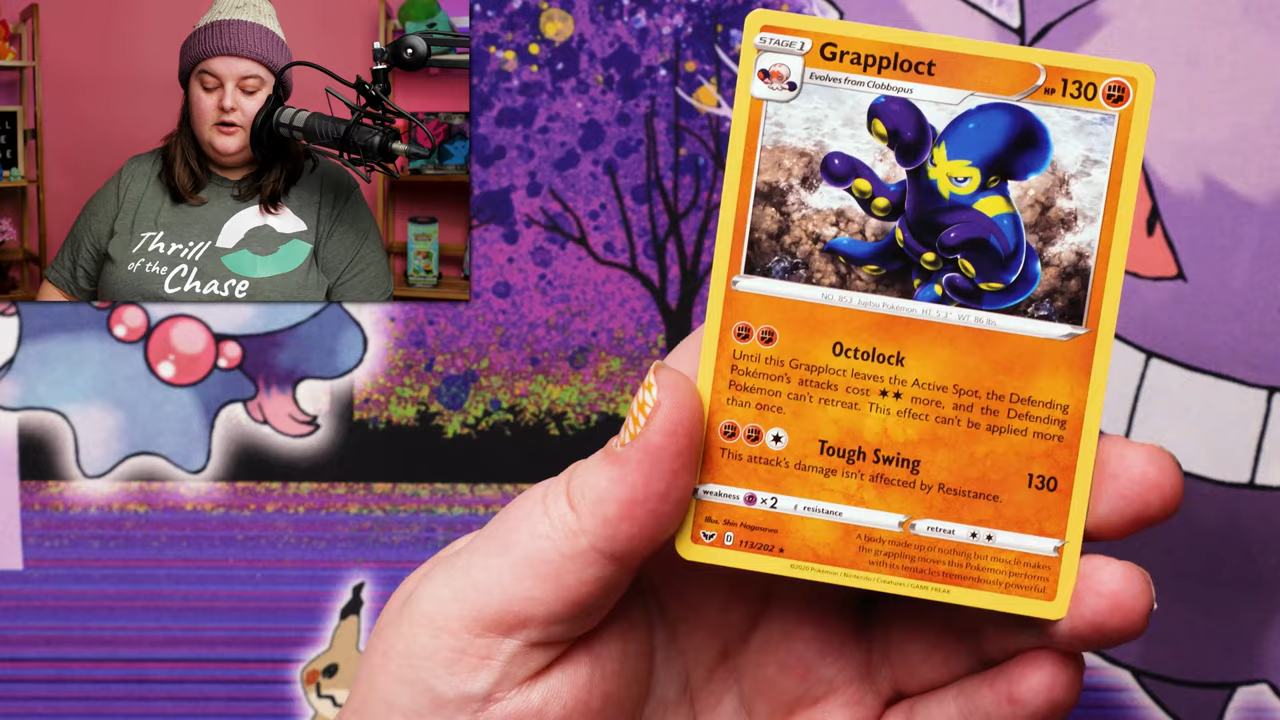 Thrill
of the
Chase
STAGE 1
Grapploct
HP 130
Evolves from Clobbopus
NO. 853 Jujitsu Pokémon HT: 5'3" WT: 86 lbs.
Octolock
Until this Grapploct leaves the Active Spot, the Defending
Pokémon's attacks cost ✴✴ more, and the Defending
Pokémon can't retreat. This effect can't be applied more
than once.
Tough Swing 130
This attack's damage isn't affected by Resistance.
weakness ×2 resistance retreat
Illus. Shin Nagasawa
D 113/202 ★
A body made up of nothing but muscle makes
the grappling moves this Pokémon performs
with its tentacles tremendously powerful.
©2020 Pokémon / Nintendo / Creatures / GAME FREAK